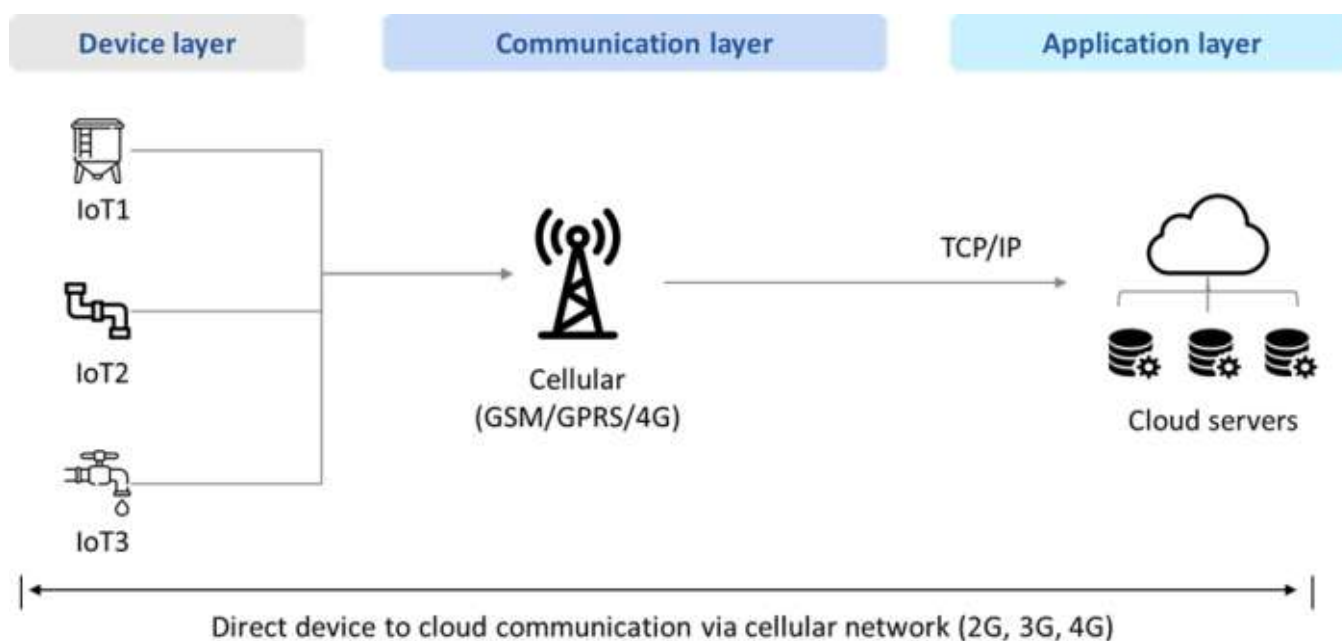 Device layer
Communication layer
Application layer
IoT1
IoT2
IoT3
Cellular
(GSM/GPRS/4G)
TCP/IP
Cloud servers
Direct device to cloud communication via cellular network (2G, 3G, 4G)